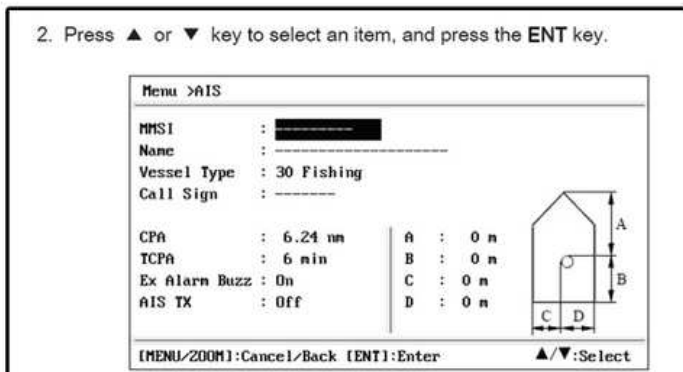 2. Press ▲ or ▼ key to select an item, and press the ENT key.
Menu >AIS
MMSI : ---------
Name : --------------------
Vessel Type : 30 Fishing
Call Sign : -------
CPA : 6.24 nm
TCPA : 6 min
Ex Alarm Buzz : On
AIS TX : Off
A : 0 m
B : 0 m
C : 0 m
D : 0 m
A
B
C D
[MENU/ZOOM]:Cancel/Back [ENT]:Enter ▲/▼:Select